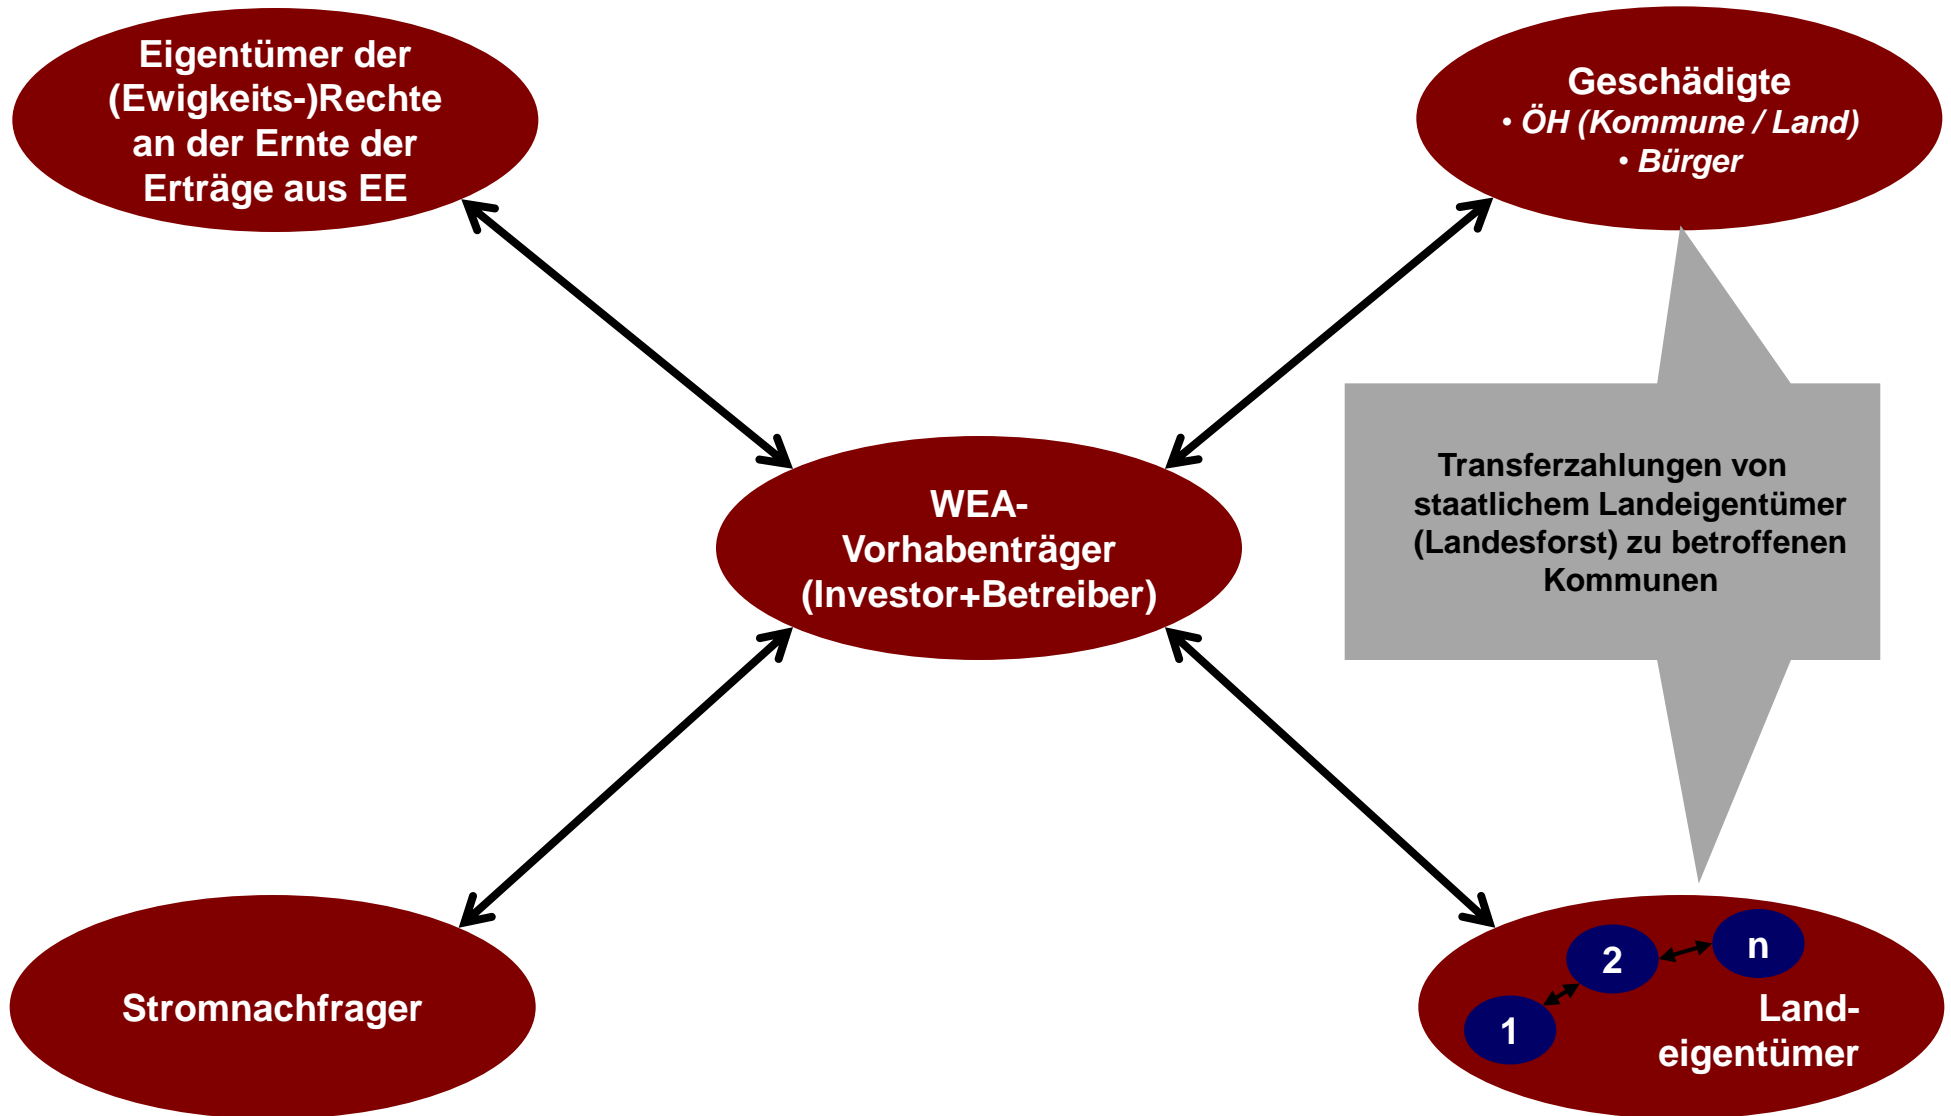 Eigentümer der
(Ewigkeits-)Rechte
an der Ernte der
Erträge aus EE
Geschädigte
• ÖH (Kommune / Land)
• Bürger
Transferzahlungen von
staatlichem Landeigentümer
(Landesforst) zu betroffenen
Kommunen
WEA-
Vorhabenträger
(Investor+Betreiber)
Stromnachfrager
1
2
n
Land-
eigentümer